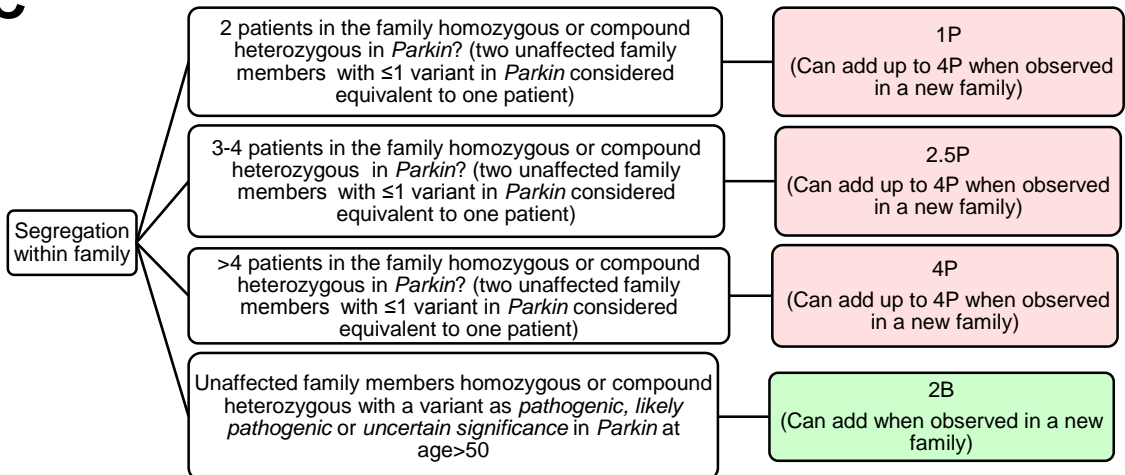 C
2 patients in the family homozygous or compound
heterozygous in Parkin? (two unaffected family
members with ≤1 variant in Parkin considered
equivalent to one patient)
1P
(Can add up to 4P when observed
in a new family)
3-4 patients in the family homozygous or compound
heterozygous in Parkin? (two unaffected family
members with ≤1 variant in Parkin considered
equivalent to one patient)
2.5P
(Can add up to 4P when observed
in a new family)
Segregation
within family
>4 patients in the family homozygous or compound
heterozygous in Parkin? (two unaffected family
members with ≤1 variant in Parkin considered
equivalent to one patient)
4P
(Can add up to 4P when observed
in a new family)
Unaffected family members homozygous or compound
heterozygous with a variant as pathogenic, likely
pathogenic or uncertain significance in Parkin at
age>50
2B
(Can add when observed in a new
family)